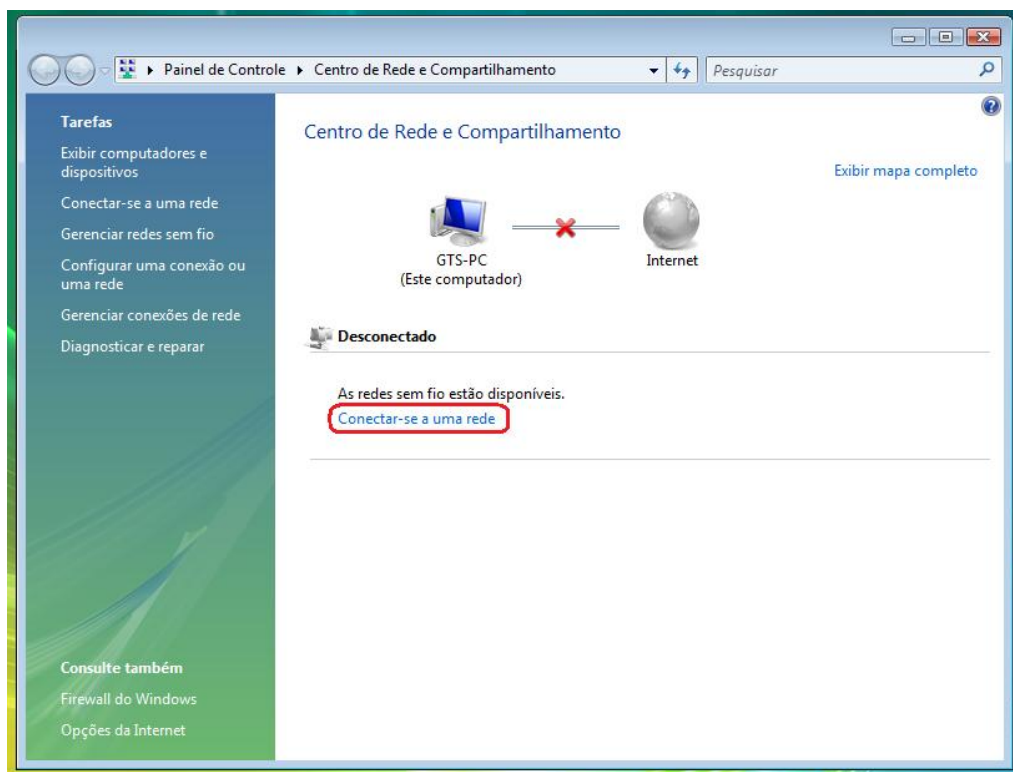 Painel de Controle ▸ Centro de Rede e Compartilhamento
Pesquisar
Tarefas
Exibir computadores e
dispositivos
Conectar-se a uma rede
Gerenciar redes sem fio
Configurar uma conexão ou
uma rede
Gerenciar conexões de rede
Diagnosticar e reparar
Consulte também
Firewall do Windows
Opções da Internet
Centro de Rede e Compartilhamento
Exibir mapa completo
GTS-PC
(Este computador)
Internet
Desconectado
As redes sem fio estão disponíveis.
Conectar-se a uma rede